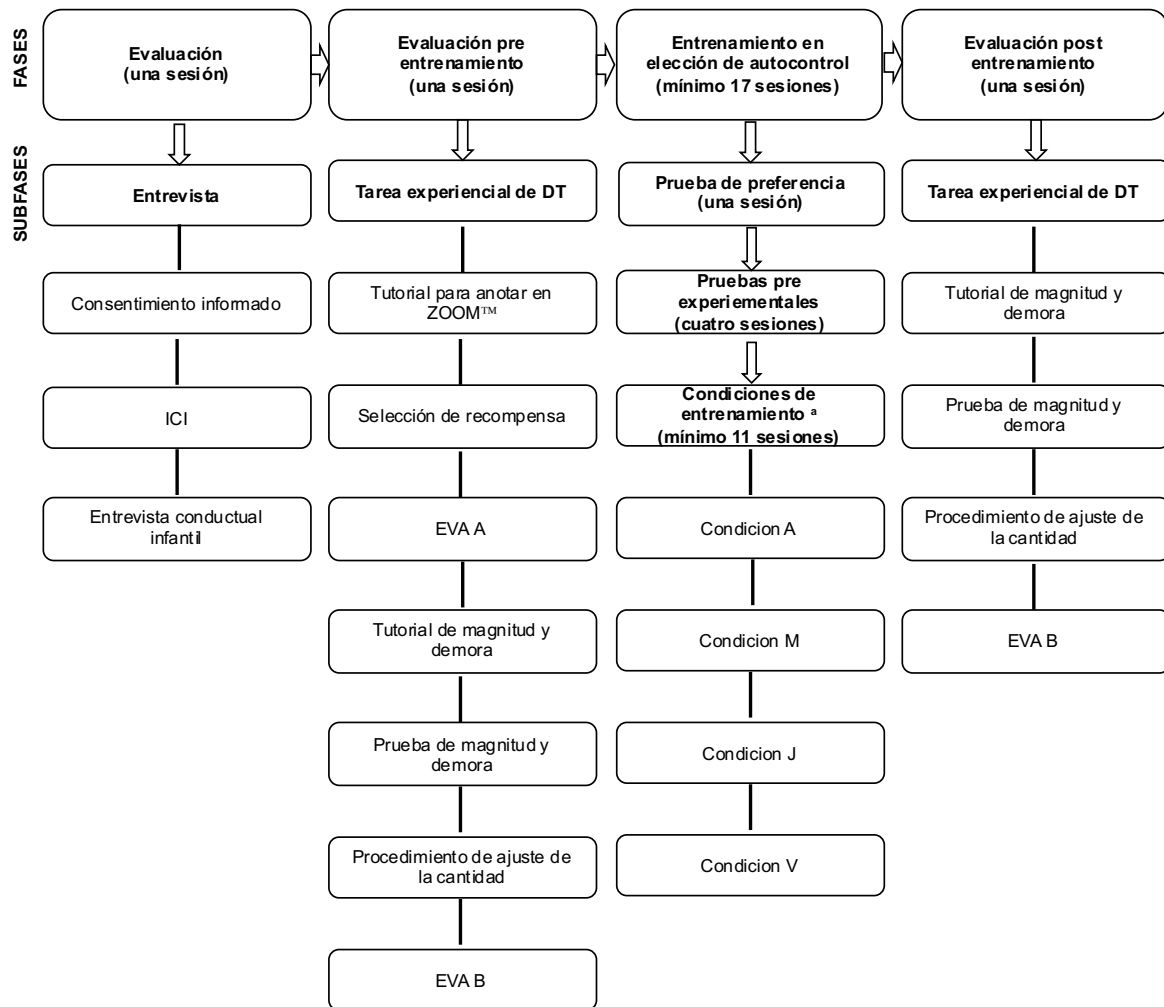 FASES
Evaluación
(una sesión)
Evaluación pre
entrenamiento
(una sesión)
Entrenamiento en
elección de autocontrol
(mínimo 17 sesiones)
Evaluación post
entrenamiento
(una sesión)
SUBFASES
Entrevista
Consentimiento informado
ICI
Entrevista conductual
infantil
Tarea experiencial de DT
Tutorial para anotar en
ZOOM™
Selección de recompensa
EVA A
Tutorial de magnitud y
demora
Prueba de magnitud y
demora
Procedimiento de ajuste de
la cantidad
EVA B
Prueba de preferencia
(una sesión)
Pruebas pre
experiementales
(cuatro sesiones)
Condiciones de
entrenamiento ª
(mínimo 11 sesiones)
Condicion A
Condicion M
Condicion J
Condicion V
Tarea experiencial de DT
Tutorial de magnitud y
demora
Prueba de magnitud y
demora
Procedimiento de ajuste de
la cantidad
EVA B